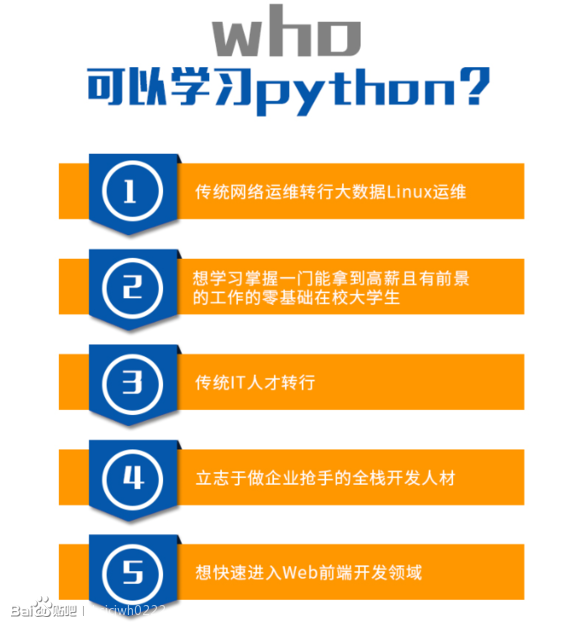 who
可以学习python?
1
传统网络运维转行大数据Linux运维
2
想学习掌握一门能拿到高薪且有前景
的工作的零基础在校大学生
3
传统IT人才转行
4
立志于做企业抢手的全栈开发人材
5
想快速进入Web前端开发领域
Bai贴吧